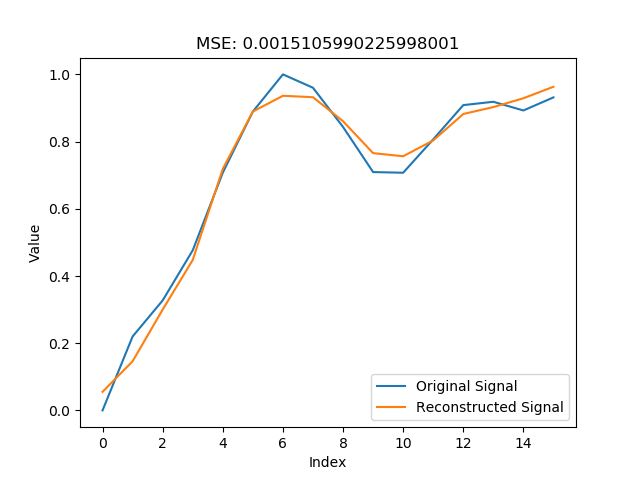 MSE: 0.0015105990225998001
1.0
0.8
0.6
0.4
0.2
0.0
Value
0 2 4 6 8 10 12 14
Index
Original Signal
Reconstructed Signal